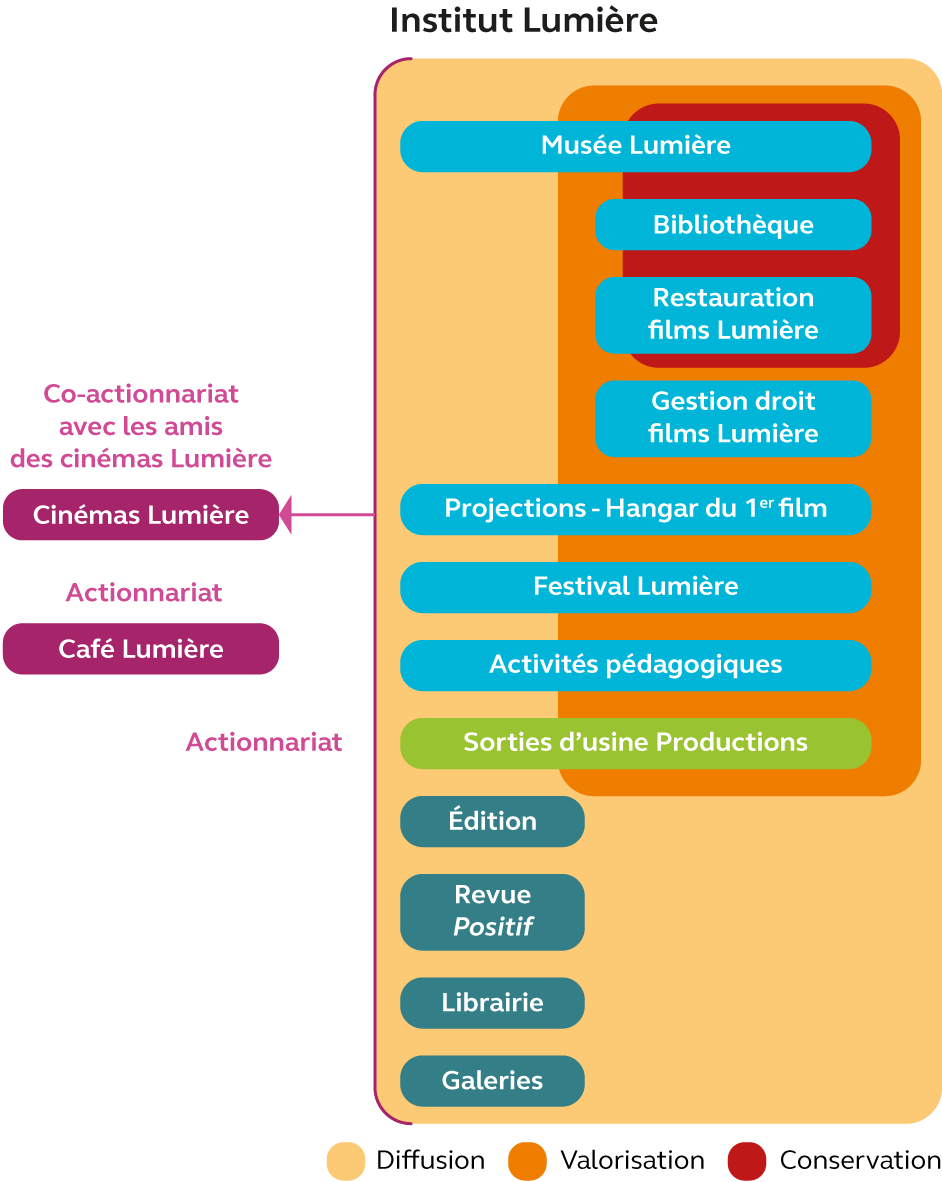 Institut Lumière
Musée Lumière
Bibliothèque
Restauration
films Lumière
Gestion droit
films Lumière
Co-actionnariat
avec les amis
des cinémas Lumière
Cinémas Lumière
Projections - Hangar du 1er film
Actionnariat
Festival Lumière
Café Lumière
Activités pédagogiques
Actionnariat
Sorties d’usine Productions
Édition
Revue
Positif
Librairie
Galeries
Diffusion
Valorisation
Conservation